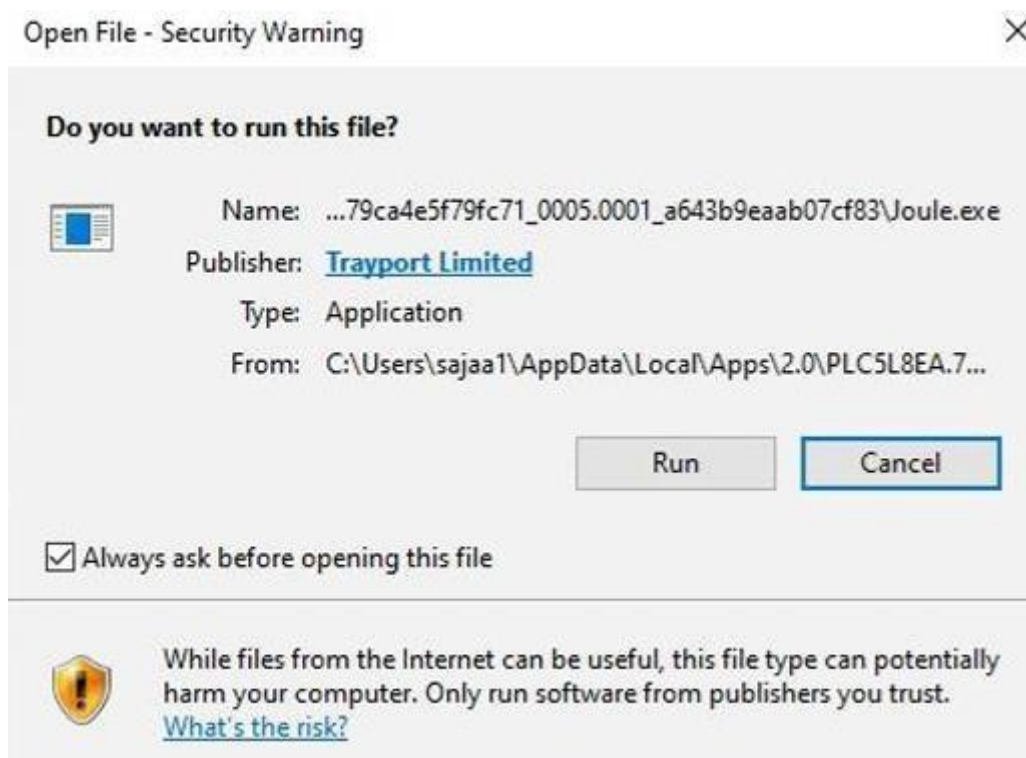 Open File - Security Warning
Do you want to run this file?
Name: ...79ca4e5f79fc71_0005.0001_a643b9eaab07cf83\Joule.exe
Publisher: Trayport Limited
Type: Application
From: C:\Users\sajaa1\AppData\Local\Apps\2.0\PLC5L8EA.7...
Run Cancel
Always ask before opening this file
While files from the Internet can be useful, this file type can potentially
harm your computer. Only run software from publishers you trust.
What's the risk?